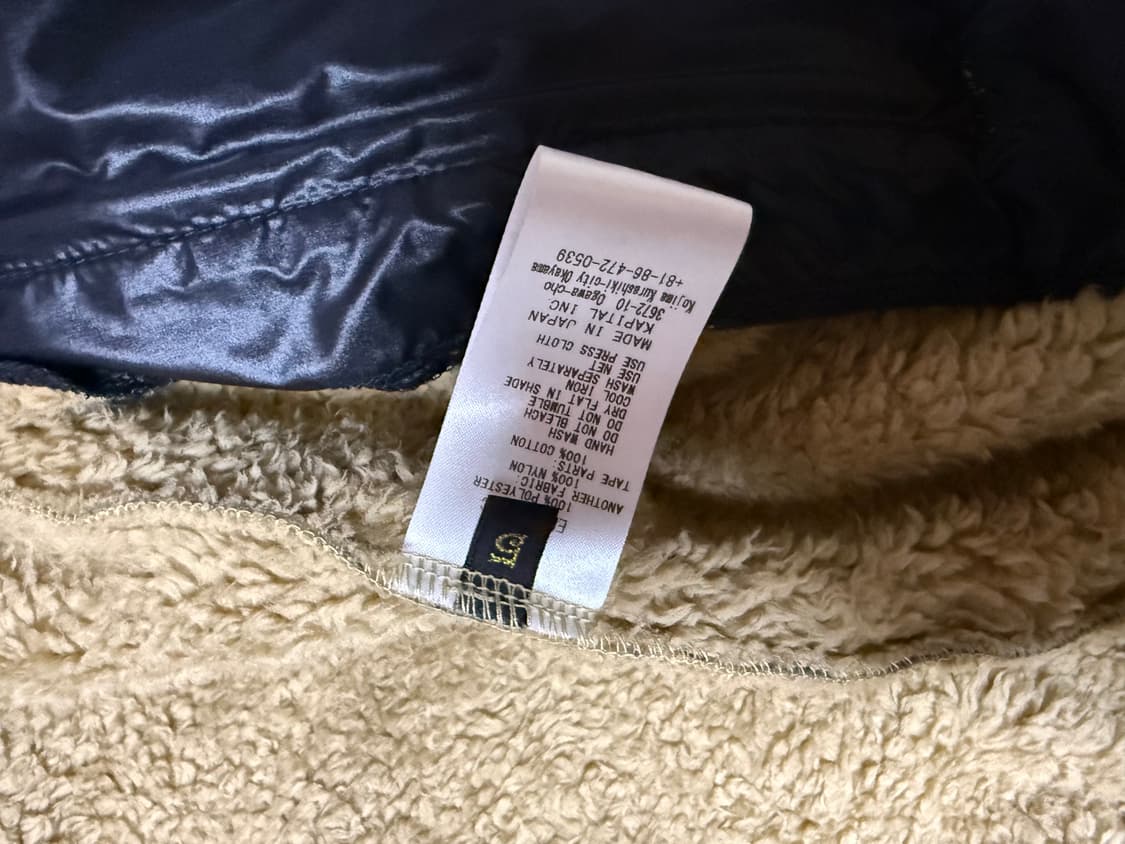 100% POLYESTER
ANOTHER FABRIC:
100% NYLON
TAPE PARTS:
100% COTTON
HAND WASH
DO NOT BLEACH
DO NOT TUMBLE
DRY FLAT IN SHADE
COOL IRON
WASH SEPARATELY
USE NET
USE PRESS CLOTH
MADE IN JAPAN
KAPITAL INC.
3672-10 Ogawa-cho
Kojima Kurashiki-city Okayama
+81-86-472-0539